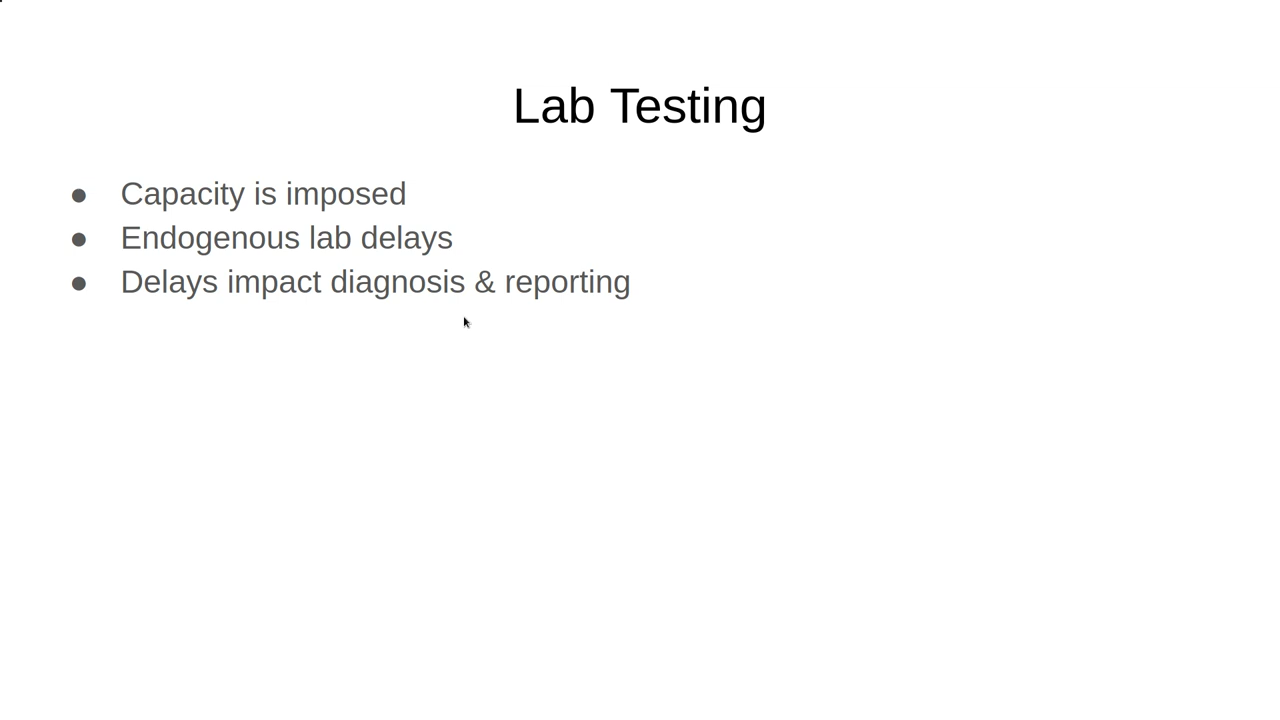 Lab Testing
● Capacity is imposed
● Endogenous lab delays
● Delays impact diagnosis & reporting